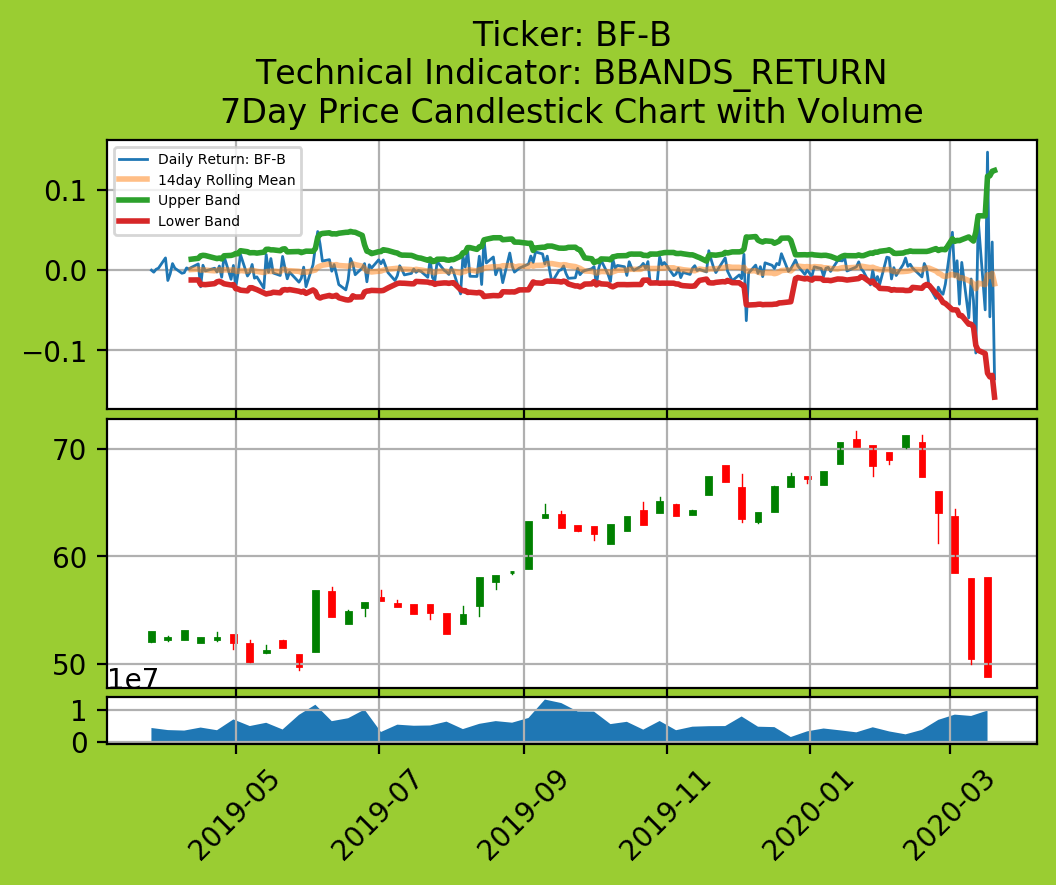 Ticker: BF-B
Technical Indicator: BBANDS_RETURN
7Day Price Candlestick Chart with Volume
Daily Return: BF-B
14day Rolling Mean
Upper Band
Lower Band
0.1
0.0
−0.1
70
60
50
1e7
1
0
2019-05
2019-07
2019-09
2019-11
2020-01
2020-03